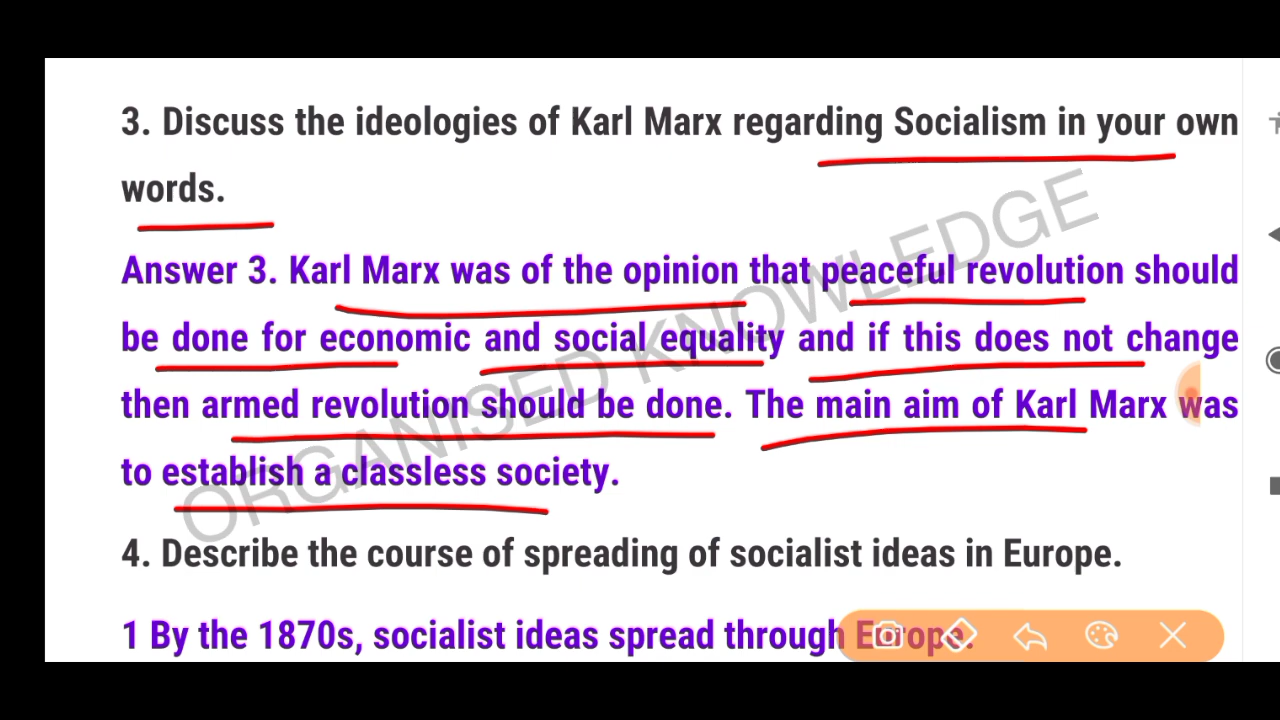 3. Discuss the ideologies of Karl Marx regarding Socialism in your own
words.
Answer 3. Karl Marx was of the opinion that peaceful revolution should
be done for economic and social equality and if this does not change
then armed revolution should be done. The main aim of Karl Marx was
to establish a classless society.
ORGANISED KNOWLEDGE
4. Describe the course of spreading of socialist ideas in Europe.
1 By the 1870s, socialist ideas spread through Europe.